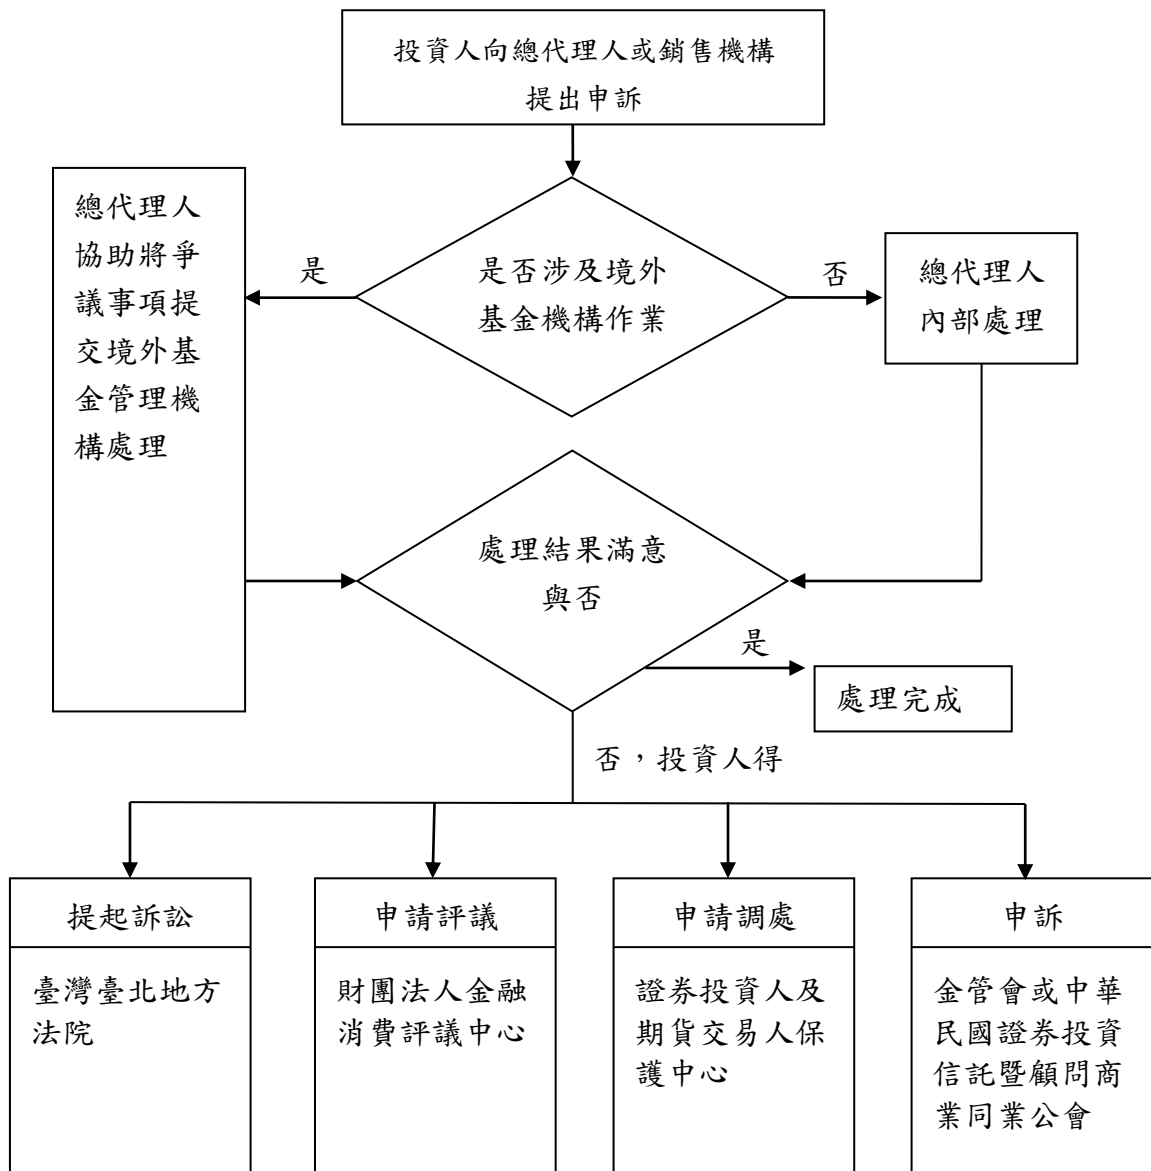 投資人向總代理人或銷售機構
提出申訴
總代理人
協助將爭
議事項提
交境外基
金管理機
構處理
是
是否涉及境外
基金機構作業
否
總代理人
內部處理
處理結果滿意
與否
是
處理完成
否，投資人得
提起訴訟
臺灣臺北地方
法院
申請評議
財團法人金融
消費評議中心
申請調處
證券投資人及
期貨交易人保
護中心
申訴
金管會或中華
民國證券投資
信託暨顧問商
業同業公會